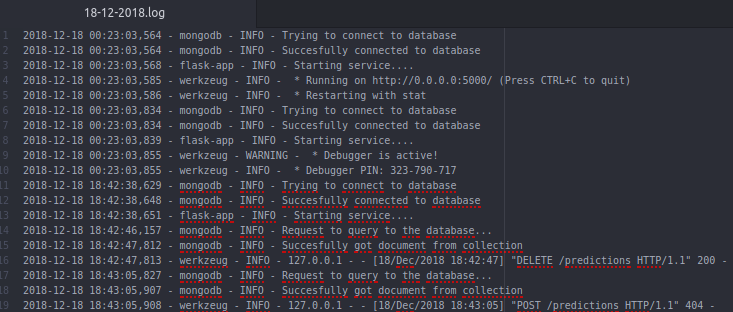 18-12-2018.log
1 2018-12-18 00:23:03,564 - mongodb - INFO - Trying to connect to database
2 2018-12-18 00:23:03,564 - mongodb - INFO - Succesfully connected to database
3 2018-12-18 00:23:03,568 - flask-app - INFO - Starting service....
4 2018-12-18 00:23:03,585 - werkzeug - INFO -  * Running on http://0.0.0.0:5000/ (Press CTRL+C to quit)
5 2018-12-18 00:23:03,586 - werkzeug - INFO -  * Restarting with stat
6 2018-12-18 00:23:03,834 - mongodb - INFO - Trying to connect to database
7 2018-12-18 00:23:03,834 - mongodb - INFO - Succesfully connected to database
8 2018-12-18 00:23:03,839 - flask-app - INFO - Starting service....
9 2018-12-18 00:23:03,855 - werkzeug - WARNING -  * Debugger is active!
10 2018-12-18 00:23:03,855 - werkzeug - INFO -  * Debugger PIN: 323-790-717
11 2018-12-18 18:42:38,629 - mongodb - INFO - Trying to connect to database
12 2018-12-18 18:42:38,648 - mongodb - INFO - Succesfully connected to database
13 2018-12-18 18:42:38,651 - flask-app - INFO - Starting service....
14 2018-12-18 18:42:46,157 - mongodb - INFO - Request to query to the database...
15 2018-12-18 18:42:47,812 - mongodb - INFO - Succesfully got document from collection
16 2018-12-18 18:42:47,813 - werkzeug - INFO - 127.0.0.1 - - [18/Dec/2018 18:42:47] "DELETE /predictions HTTP/1.1" 200 -
17 2018-12-18 18:43:05,827 - mongodb - INFO - Request to query to the database...
18 2018-12-18 18:43:05,907 - mongodb - INFO - Succesfully got document from collection
19 2018-12-18 18:43:05,908 - werkzeug - INFO - 127.0.0.1 - - [18/Dec/2018 18:43:05] "POST /predictions HTTP/1.1" 404 -